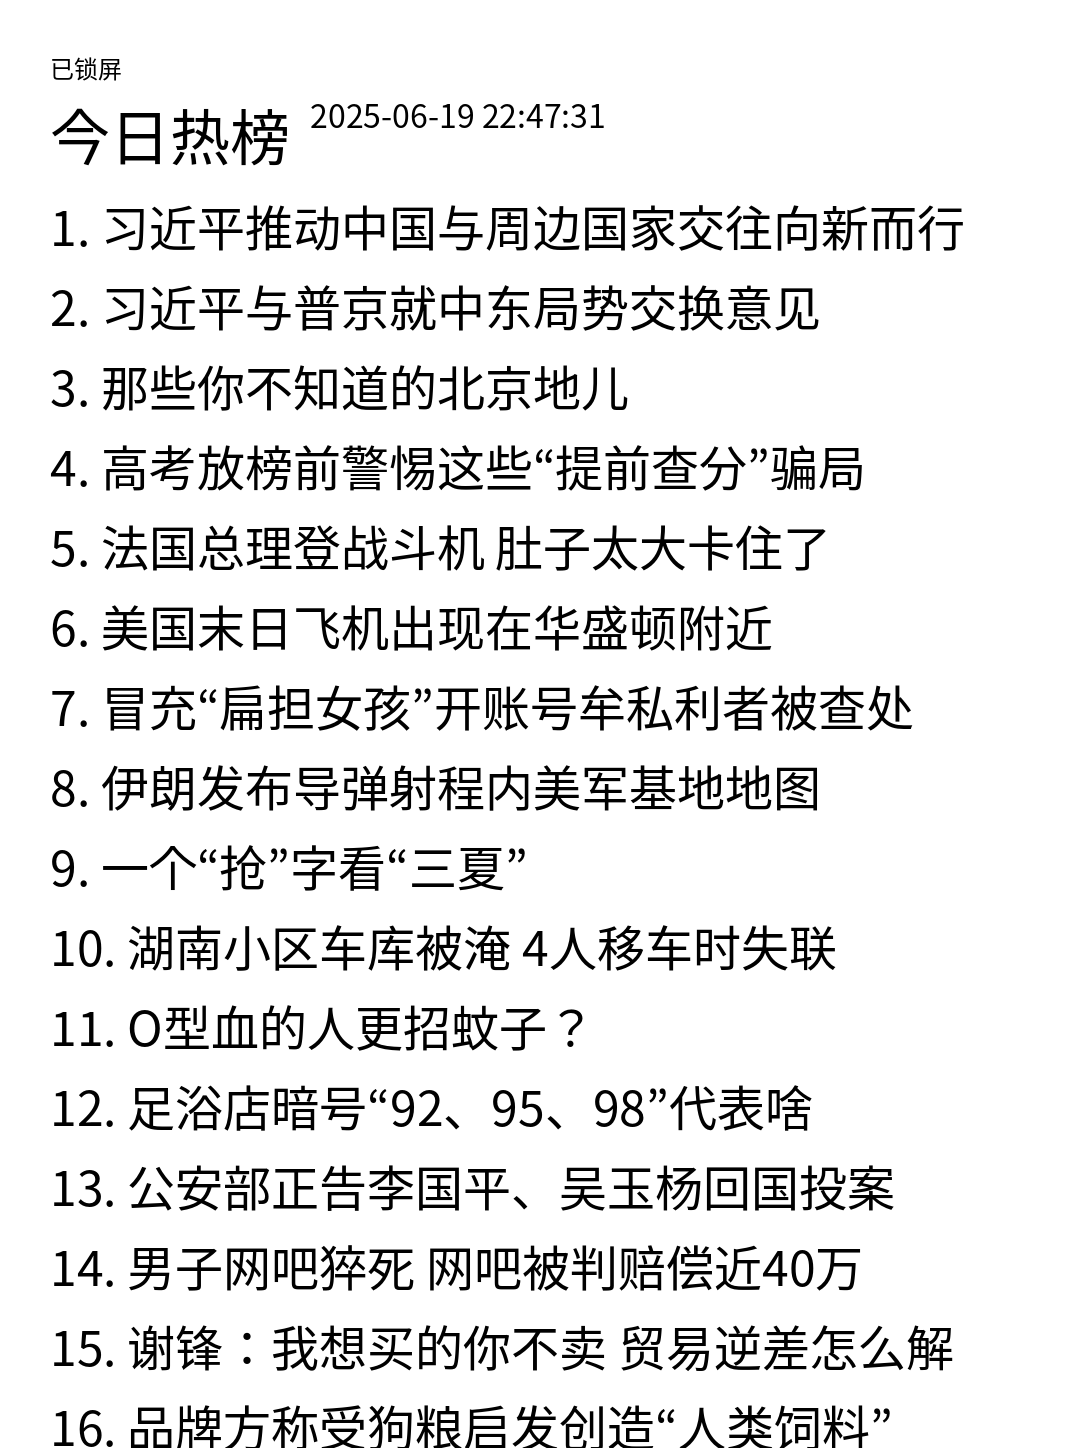 已锁屏
今日热榜 2025-06-19 22:47:31
1. 习近平推动中国与周边国家交往向新而行
2. 习近平与普京就中东局势交换意见
3. 那些你不知道的北京地儿
4. 高考放榜前警惕这些“提前查分”骗局
5. 法国总理登战斗机 肚子太大卡住了
6. 美国末日飞机出现在华盛顿附近
7. 冒充“扁担女孩”开账号牟私利者被查处
8. 伊朗发布导弹射程内美军基地地图
9. 一个“抢”字看“三夏”
10. 湖南小区车库被淹 4人移车时失联
11. O型血的人更招蚊子？
12. 足浴店暗号“92、95、98”代表啥
13. 公安部正告李国平、吴玉杨回国投案
14. 男子网吧猝死 网吧被判赔偿近40万
15. 谢锋：我想买的你不卖 贸易逆差怎么解
16. 品牌方称受狗粮启发创造“人类饲料”